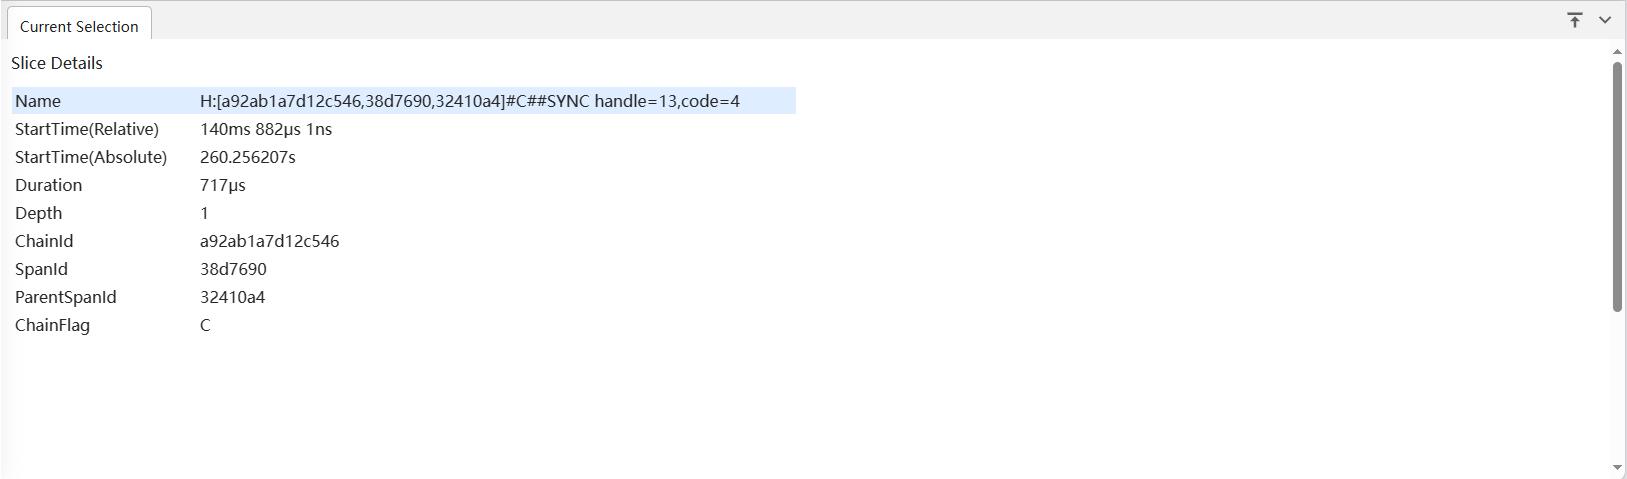 Current Selection
Slice Details
Name H:[a92ab1a7d12c546,38d7690,32410a4]#C##SYNC handle=13,code=4
StartTime(Relative) 140ms 882μs 1ns
StartTime(Absolute) 260.256207s
Duration 717μs
Depth 1
ChainId a92ab1a7d12c546
SpanId 38d7690
ParentSpanId 32410a4
ChainFlag C